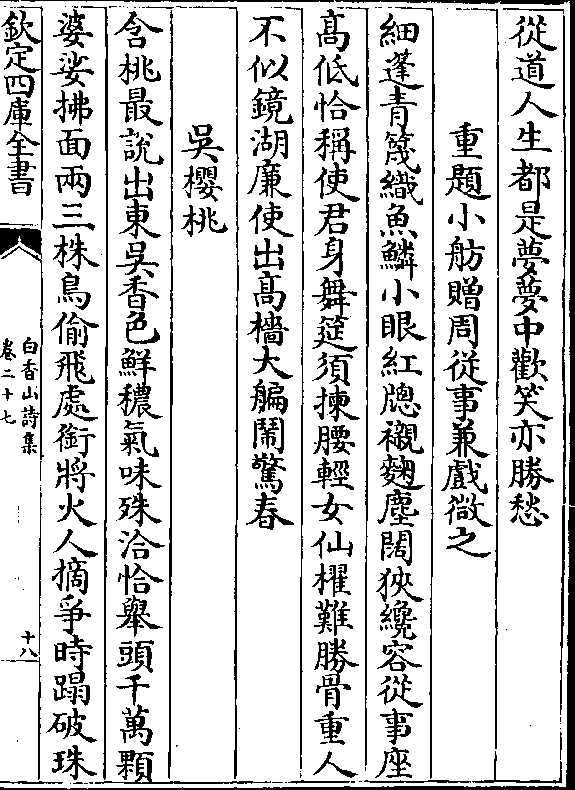 從道人生都是夢夢中歡笑亦勝愁
重題小舫贈周從事兼戲微之
細蓬青篾織魚鱗小眼紅牕襯麴塵闊狹纔容從事座
髙低恰稱使君身舞筵須揀腰輕女仙櫂難勝骨重人
不似鏡湖廉使出髙檣大艑鬧驚春
吳櫻桃
含桃最說出東吳香色鮮穠氣味殊洽恰舉頭千萬顆
婆娑拂面兩三株鳥偷飛處銜將火人摘爭時蹋破珠
欽定四庫全書
白香山詩集
卷二十七
十八